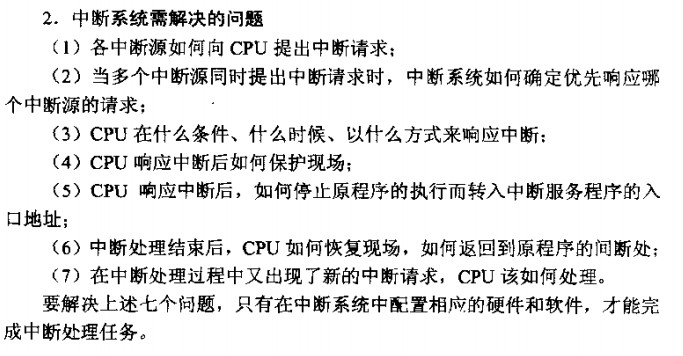 2．中断系统需解决的问题
（1）各中断源如何向 CPU 提出中断请求；
（2）当多个中断源同时提出中断请求时，中断系统如何确定优先响应哪
个中断源的请求；
（3）CPU 在什么条件、什么时候、以什么方式来响应中断；
（4）CPU 响应中断后如何保护现场；
（5）CPU 响应中断后，如何停止原程序的执行而转入中断服务程序的入
口地址；
（6）中断处理结束后，CPU 如何恢复现场，如何返回到原程序的间断处；
（7）在中断处理过程中又出现了新的中断请求，CPU 该如何处理。
要解决上述七个问题，只有在中断系统中配置相应的硬件和软件，才能完
成中断处理任务。